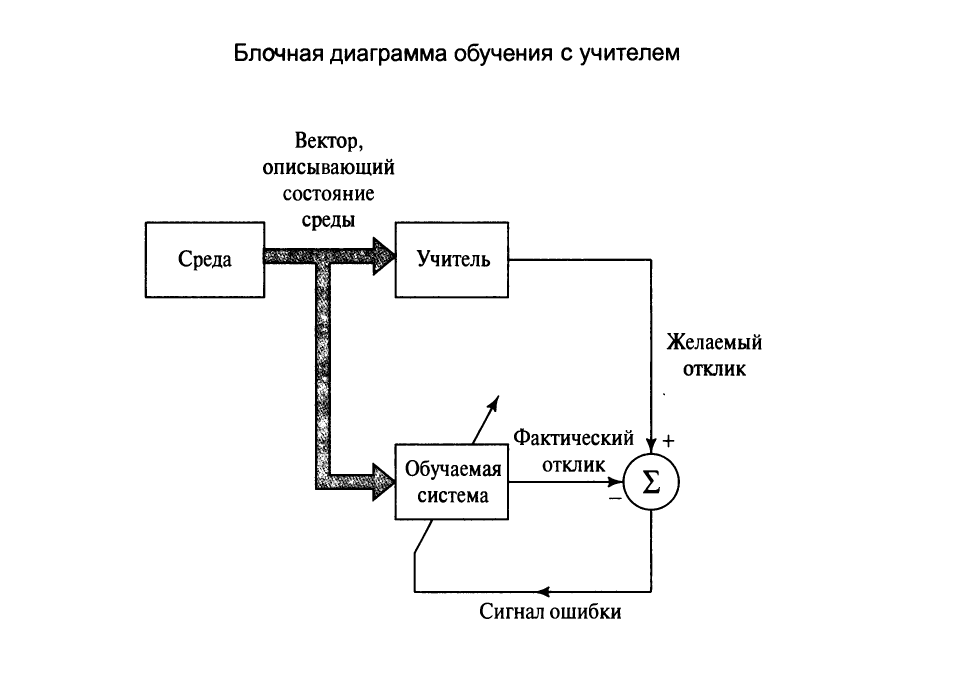 Блочная диаграмма обучения с учителем
Вектор,
описывающий
состояние
среды
Среда
Учитель
Желаемый
отклик
Фактический
отклик
+
Обучаемая
система
Σ
−
Сигнал ошибки